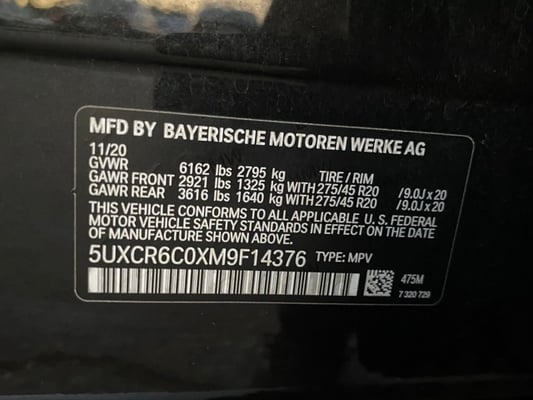 MFD BY BAYERISCHE MOTOREN WERKE AG
11/20
GVWR 6162 lbs 2795 kg TIRE / RIM
GAWR FRONT 2921 lbs 1325 kg WITH 275/45 R20 /9.0J x 20
GAWR REAR 3616 lbs 1640 kg WITH 275/45 R20 /9.0J x 20
THIS VEHICLE CONFORMS TO ALL APPLICABLE U. S. FEDERAL
MOTOR VEHICLE SAFETY STANDARDS IN EFFECT ON THE DATE
OF MANUFACTURE SHOWN ABOVE.
5UXCR6C0XM9F14376 TYPE: MPV
475M
7 320 729